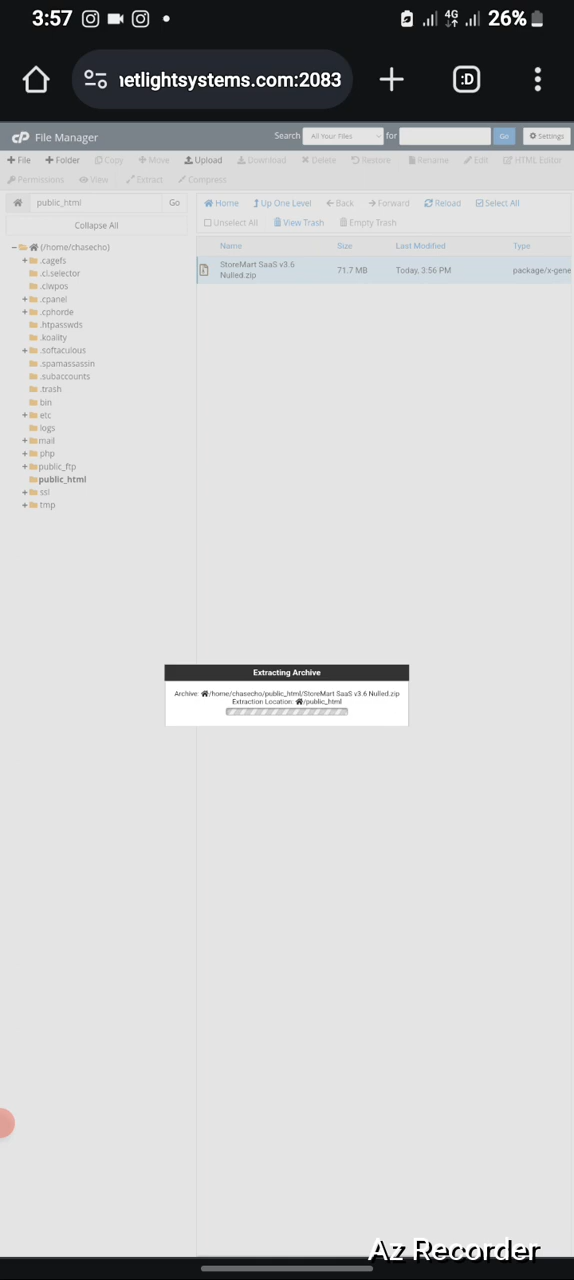 3:57
4G
26%
netlightsystems.com:2083
:D
cP File Manager
Search All Your Files for Go Settings
File Folder Copy Move Upload Download Delete Restore Rename Edit HTML Editor
Permissions View Extract Compress
public_html Go
Home Up One Level Back Forward Reload Select All
Collapse All
Unselect All View Trash Empty Trash
Name Size Last Modified Type
StoreMart SaaS v3.6
Nulled.zip
71.7 MB Today, 3:56 PM package/x-gene
(/home/chasecho)
.cagefs
.cl.selector
.clwpos
.cpanel
.cphorde
.htpasswds
.koality
.softaculous
.spamassassin
.subaccounts
.trash
bin
etc
logs
mail
php
public_ftp
public_html
ssl
tmp
Extracting Archive
Archive: /home/chasecho/public_html/StoreMart SaaS v3.6 Nulled.zip
Extraction Location: /public_html
Az Recorder